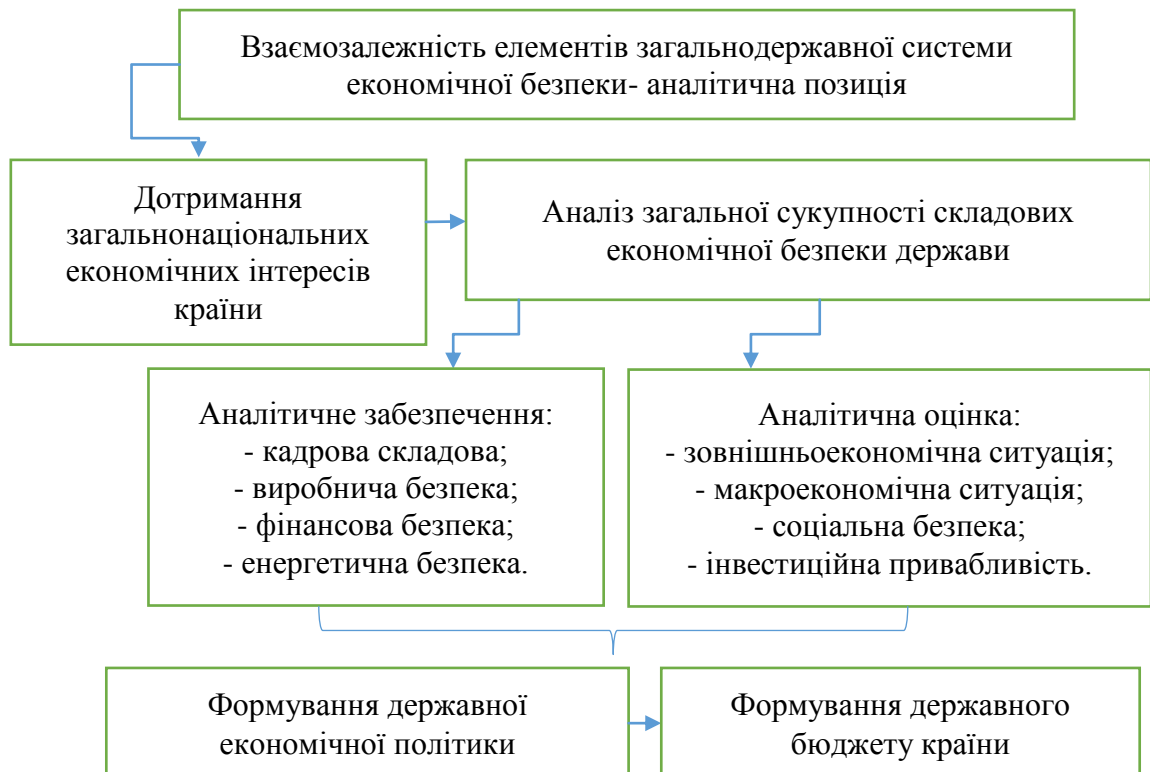 Взаємозалежність елементів загальнодержавної системи
економічної безпеки- аналітична позиція
Дотримання
загальнонаціональних
економічних інтересів
країни
Аналіз загальної сукупності складових
економічної безпеки держави
Аналітичне забезпечення:
- кадрова складова;
- виробнича безпека;
- фінансова безпека;
- енергетична безпека.
Аналітична оцінка:
- зовнішньоекономічна ситуація;
- макроекономічна ситуація;
- соціальна безпека;
- інвестиційна привабливість.
Формування державної
економічної політики
Формування державного
бюджету країни